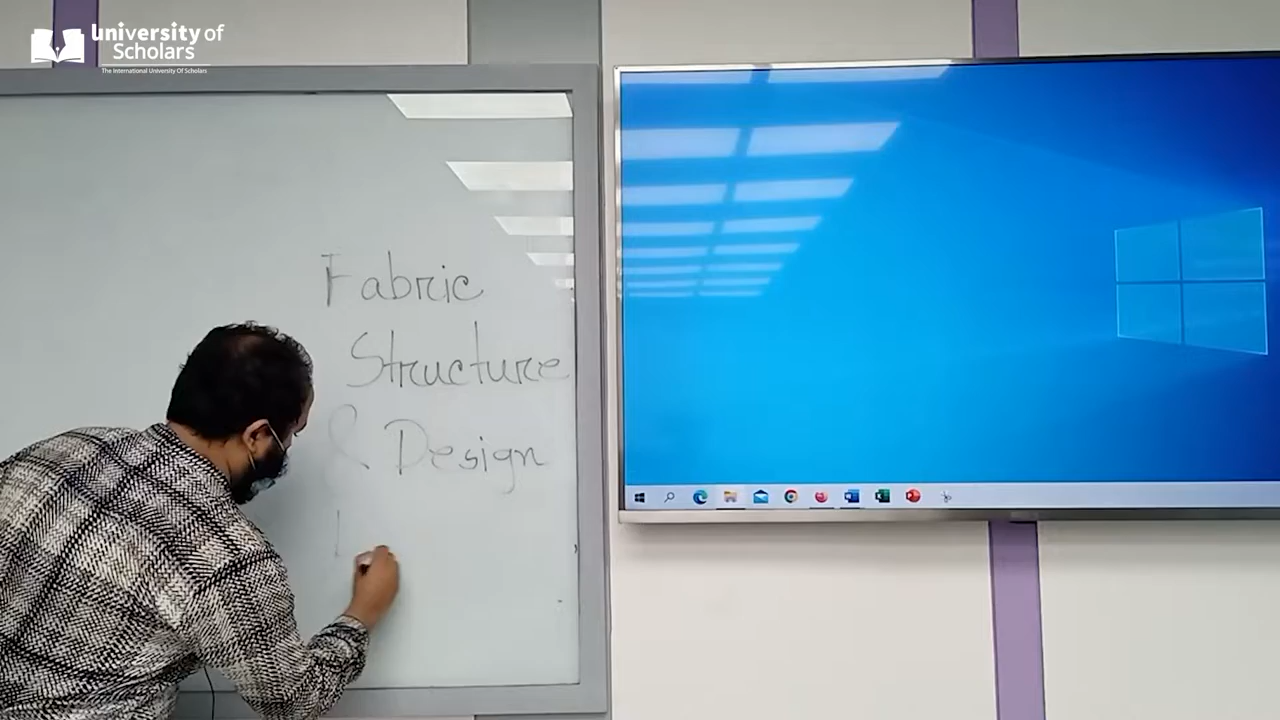 University of
Scholars
The International University Of Scholars
Fabric
Structure
& Design